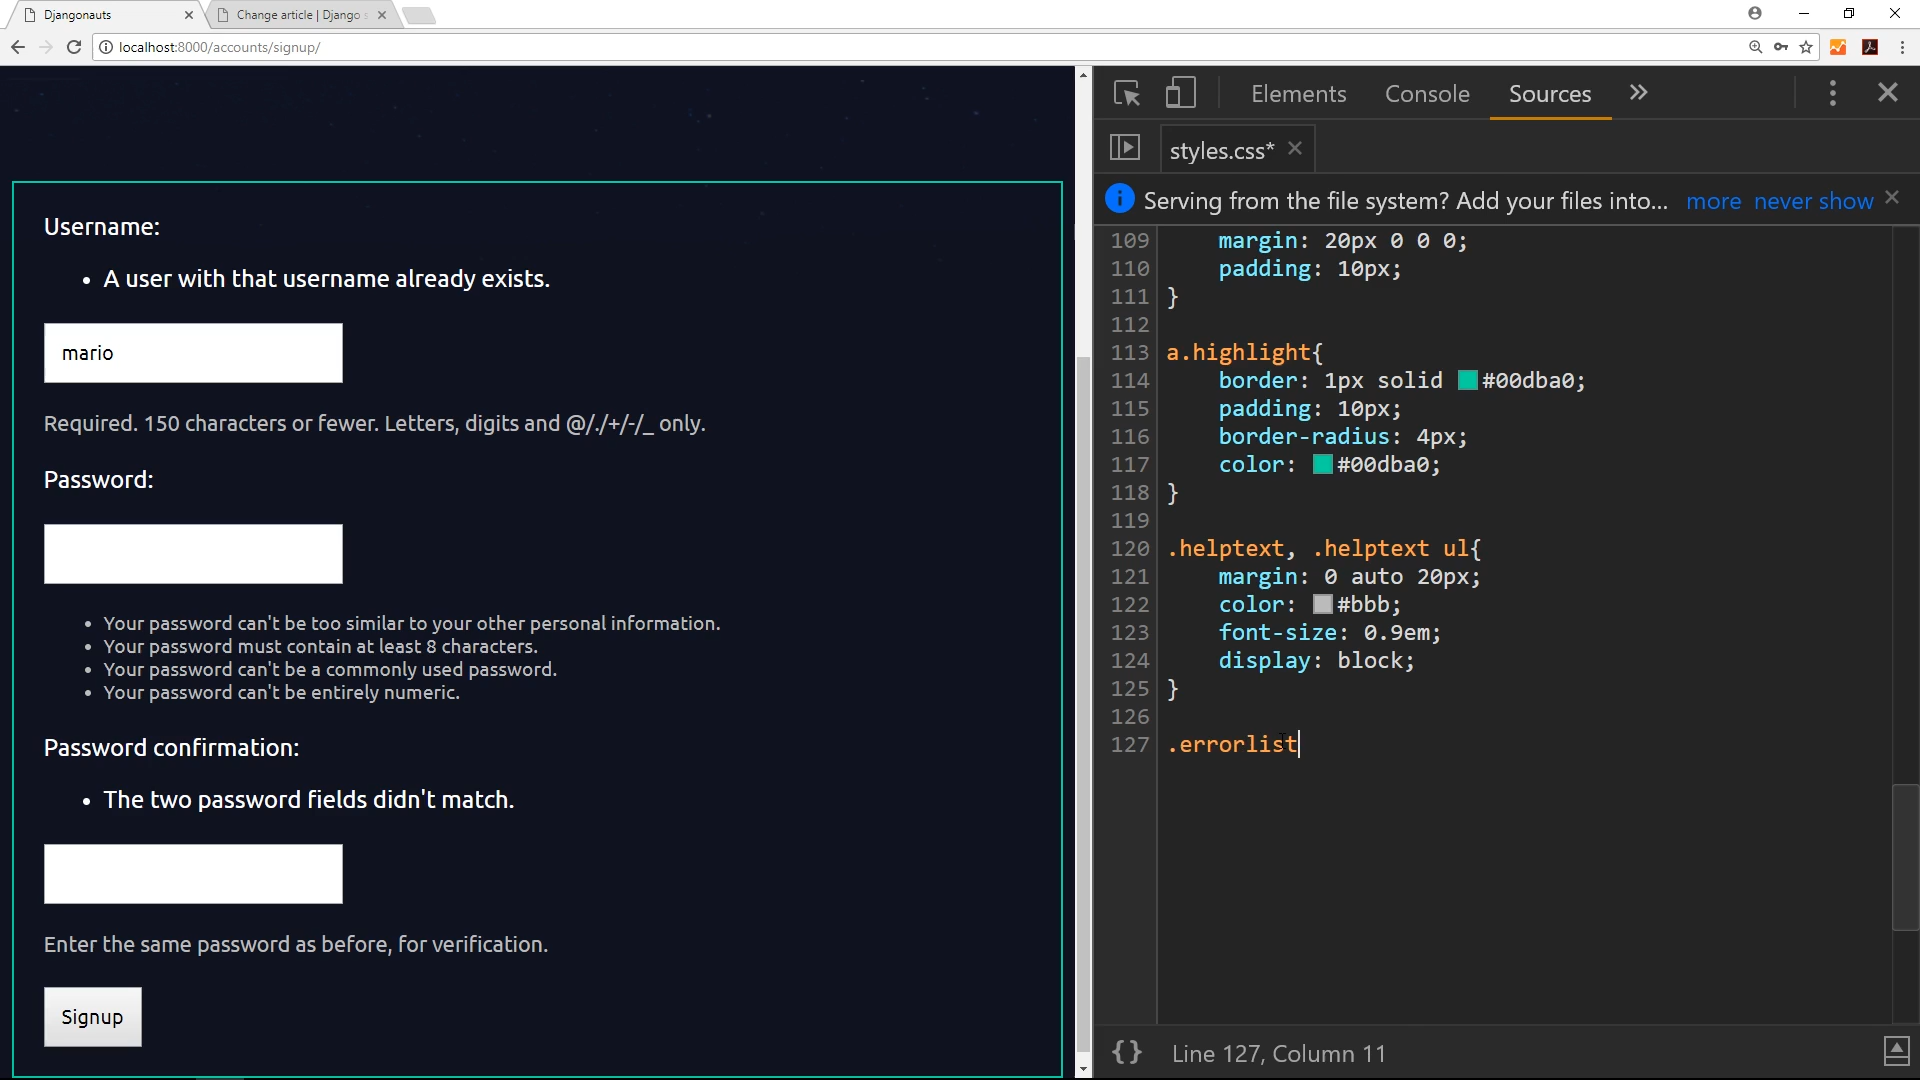 Djangonauts
Change article | Django s
localhost:8000/accounts/signup/
Username:
• A user with that username already exists.
mario
Required. 150 characters or fewer. Letters, digits and @/./+/-/_ only.
Password:
• Your password can't be too similar to your other personal information.
• Your password must contain at least 8 characters.
• Your password can't be a commonly used password.
• Your password can't be entirely numeric.
Password confirmation:
• The two password fields didn't match.
Enter the same password as before, for verification.
Signup
Elements Console Sources »
styles.css*
Serving from the file system? Add your files into... more never show
109 margin: 20px 0 0 0;
110 padding: 10px;
111 }
112
113 a.highlight{
114 border: 1px solid #00dba0;
115 padding: 10px;
116 border-radius: 4px;
117 color: #00dba0;
118 }
119
120 .helptext, .helptext ul{
121 margin: 0 auto 20px;
122 color: #bbb;
123 font-size: 0.9em;
124 display: block;
125 }
126
127 .errorlist
{} Line 127, Column 11